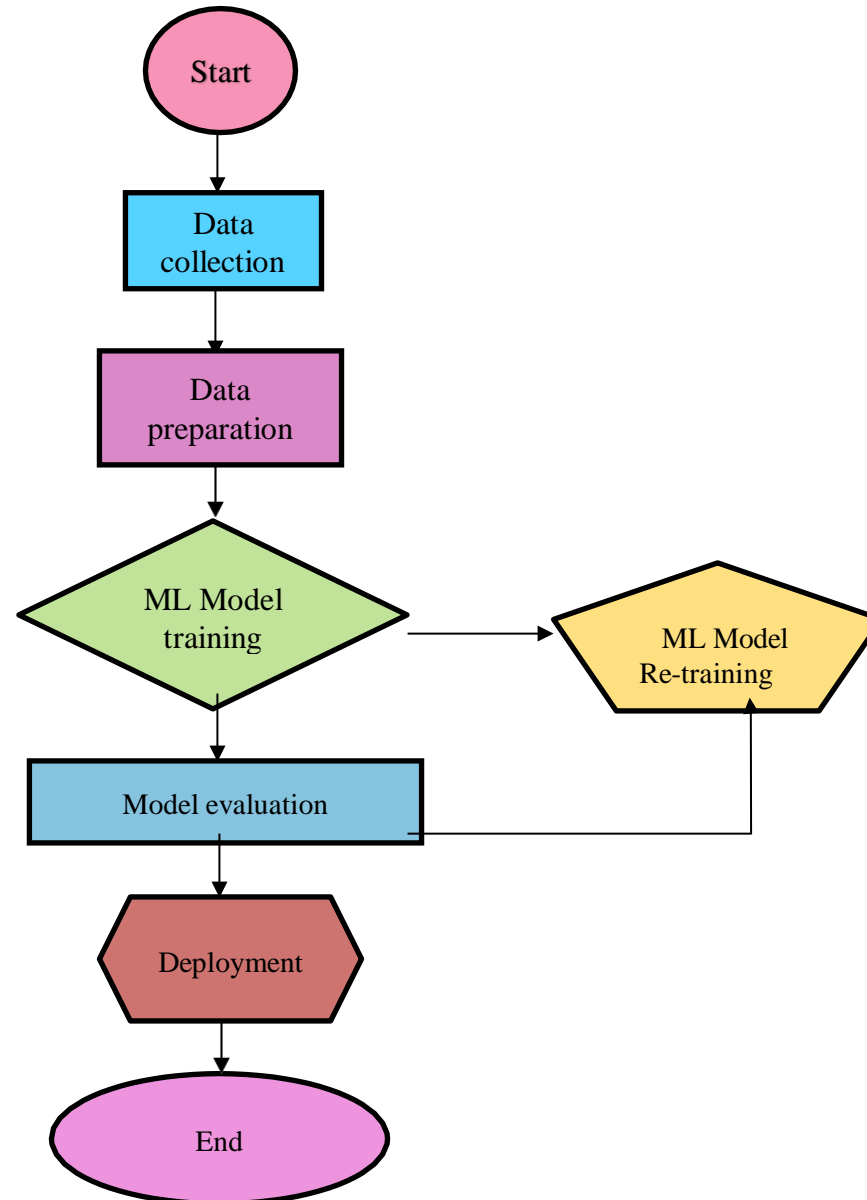 Start
Data
collection
Data
preparation
ML Model
training
ML Model
Re-training
Model evaluation
Deployment
End